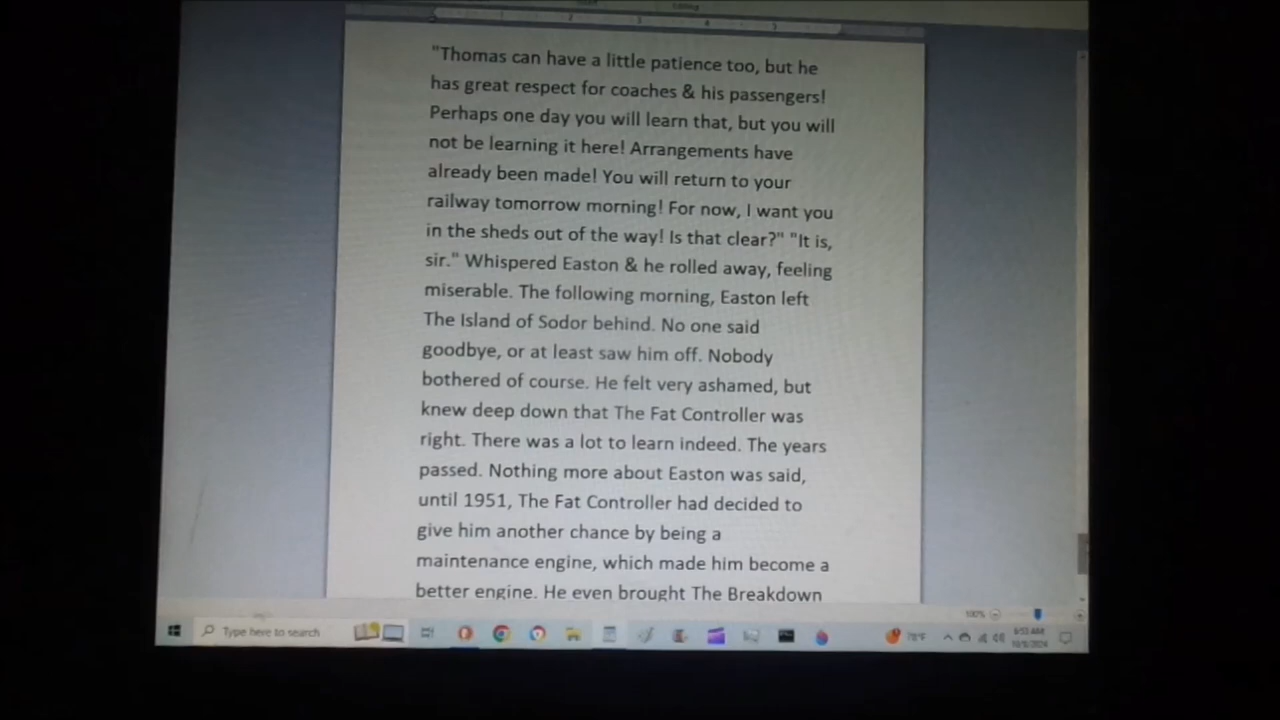 "Thomas can have a little patience too, but he
has great respect for coaches & his passengers!
Perhaps one day you will learn that, but you will
not be learning it here! Arrangements have
already been made! You will return to your
railway tomorrow morning! For now, I want you
in the sheds out of the way! Is that clear?" "It is,
sir." Whispered Easton & he rolled away, feeling
miserable. The following morning, Easton left
The Island of Sodor behind. No one said
goodbye, or at least saw him off. Nobody
bothered of course. He felt very ashamed, but
knew deep down that The Fat Controller was
right. There was a lot to learn indeed. The years
passed. Nothing more about Easton was said,
until 1951, The Fat Controller had decided to
give him another chance by being a
maintenance engine, which made him become a
better engine. He even brought The Breakdown
100%
Type here to search